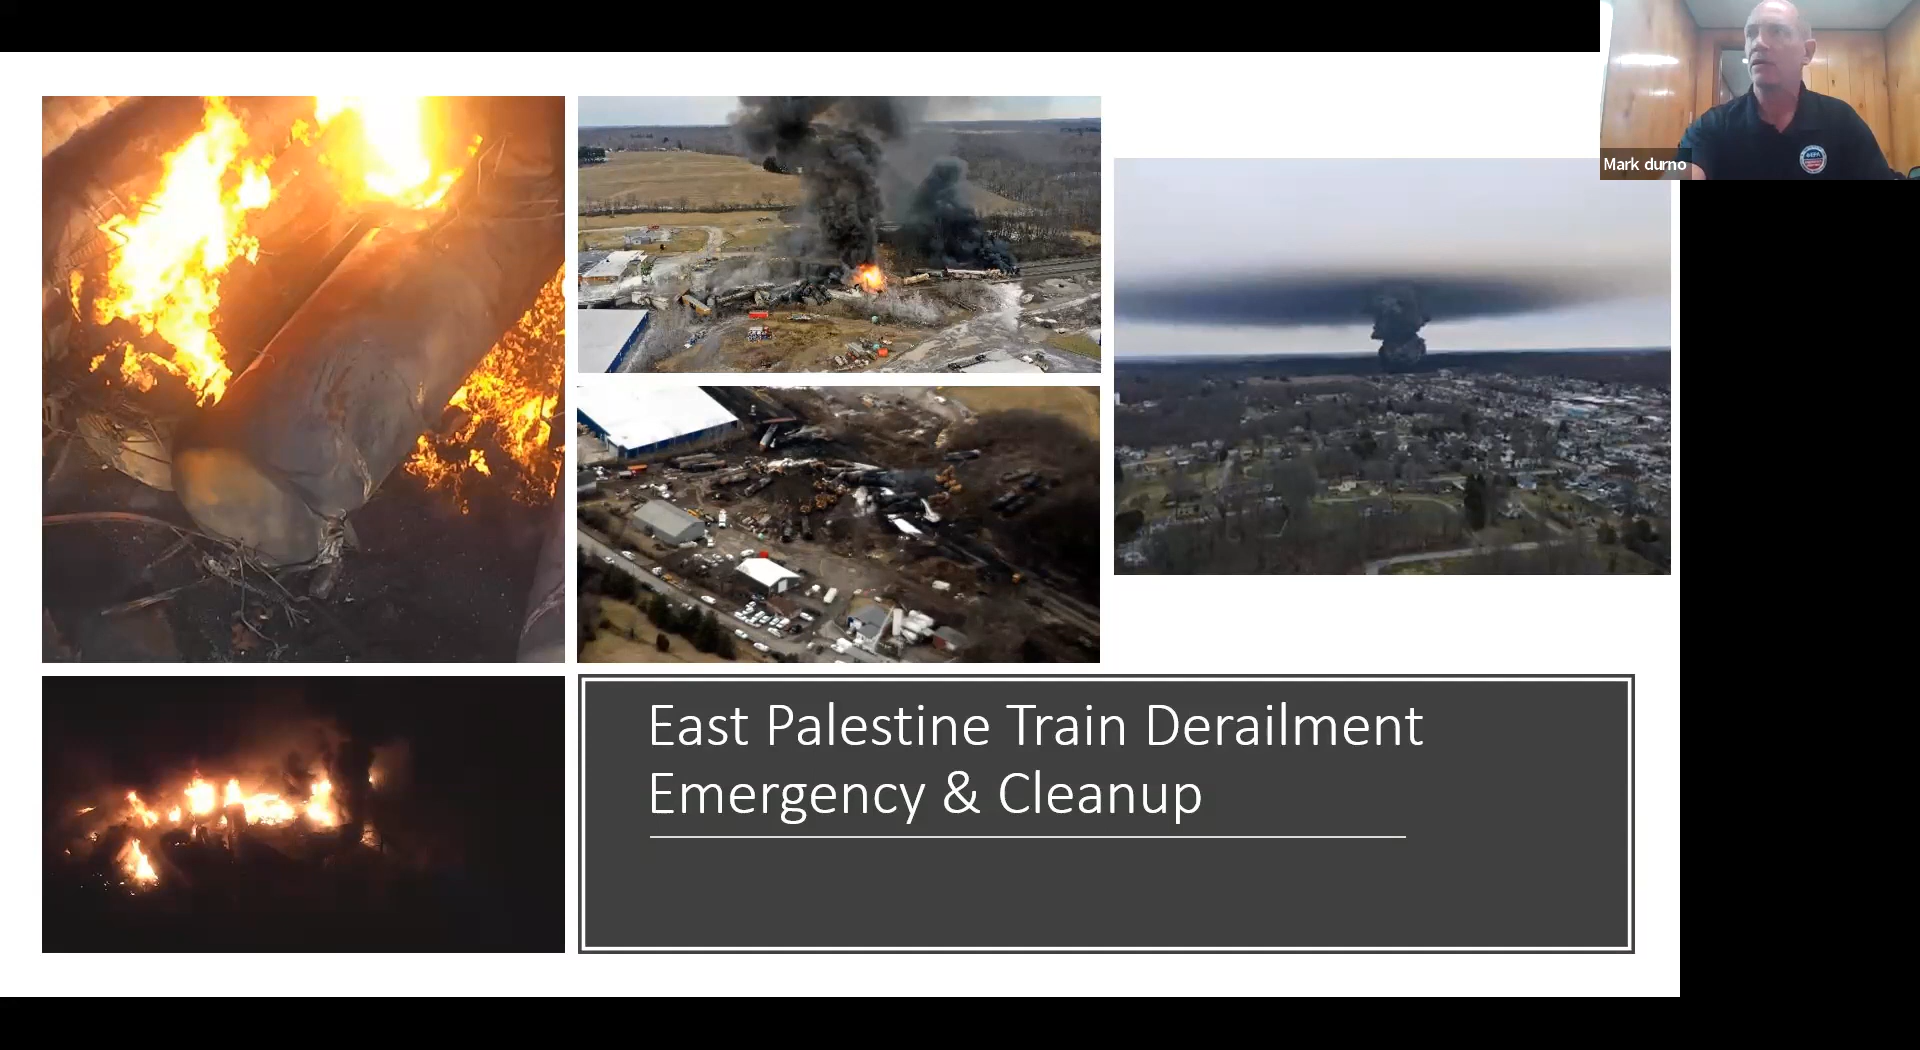 Mark durno
East Palestine Train Derailment
Emergency & Cleanup